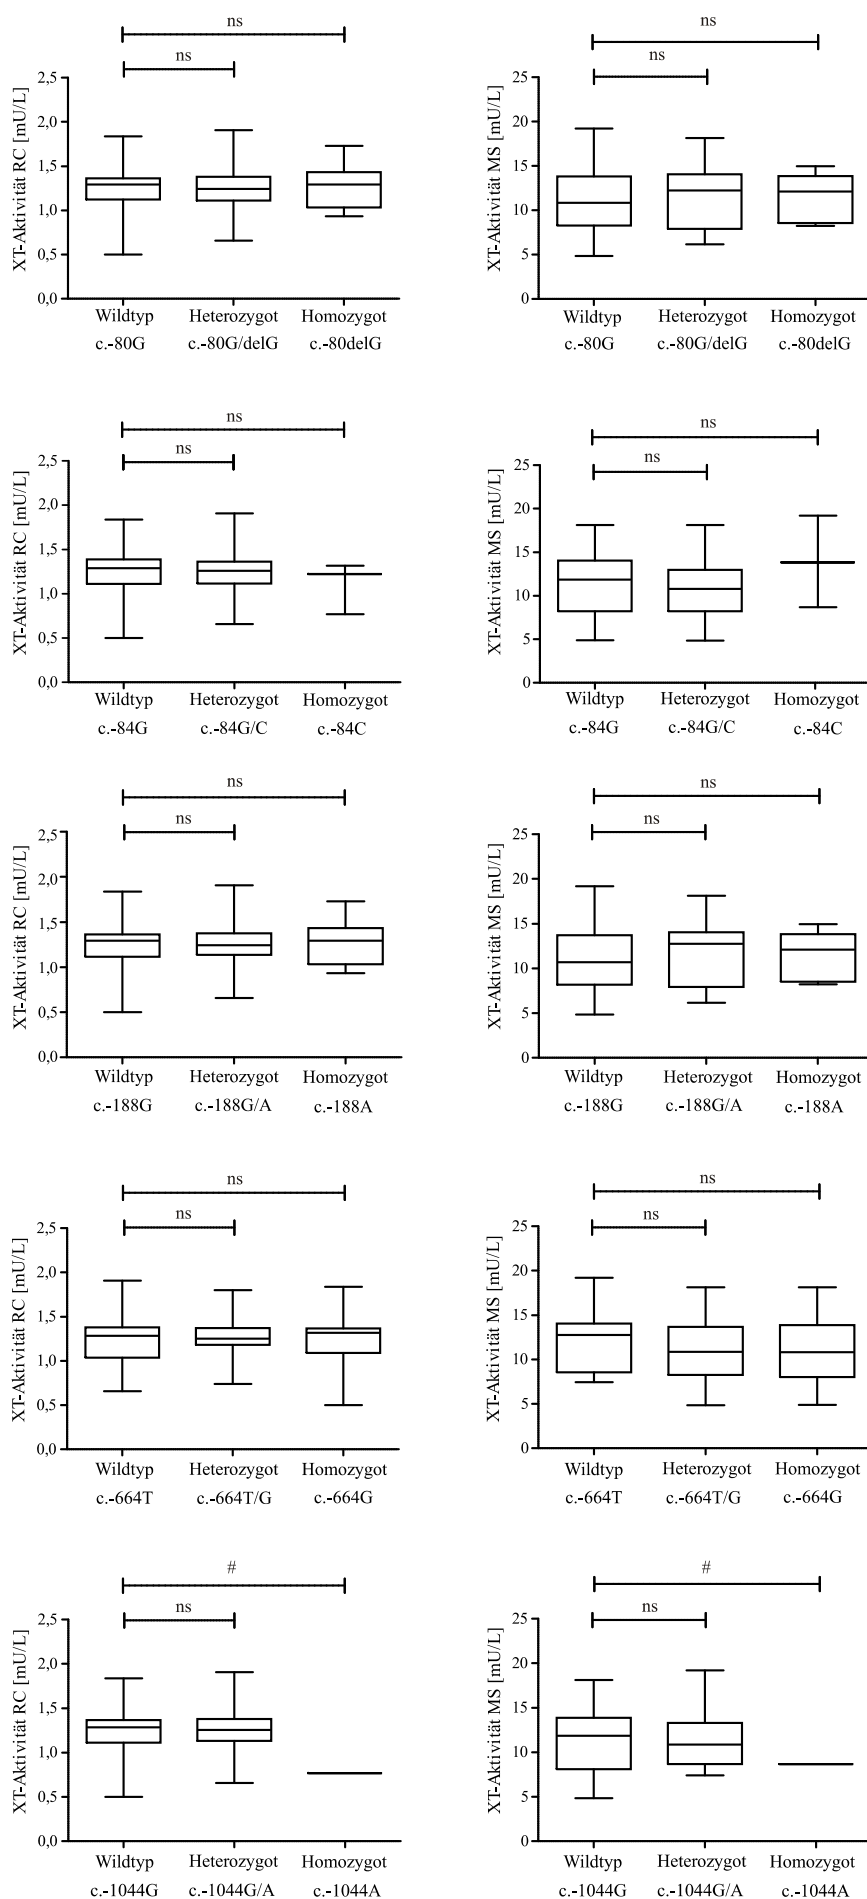 ns
ns
XT-Aktivität RC [mU/L]
2,5
2,0
1,5
1,0
0,5
0,0
Wildtyp Heterozygot Homozygot
c.-80G c.-80G/delG c.-80delG
ns
ns
XT-Aktivität MS [mU/L]
25
20
15
10
5
0
Wildtyp Heterozygot Homozygot
c.-80G c.-80G/delG c.-80delG
ns
ns
XT-Aktivität RC [mU/L]
2,5
2,0
1,5
1,0
0,5
0,0
Wildtyp Heterozygot Homozygot
c.-84G c.-84G/C c.-84C
ns
ns
XT-Aktivität MS [mU/L]
25
20
15
10
5
0
Wildtyp Heterozygot Homozygot
c.-84G c.-84G/C c.-84C
ns
ns
XT-Aktivität RC [mU/L]
2,5
2,0
1,5
1,0
0,5
0,0
Wildtyp Heterozygot Homozygot
c.-188G c.-188G/A c.-188A
ns
ns
XT-Aktivität MS [mU/L]
25
20
15
10
5
0
Wildtyp Heterozygot Homozygot
c.-188G c.-188G/A c.-188A
ns
ns
XT-Aktivität RC [mU/L]
2,5
2,0
1,5
1,0
0,5
0,0
Wildtyp Heterozygot Homozygot
c.-664T c.-664T/G c.-664G
ns
ns
XT-Aktivität MS [mU/L]
25
20
15
10
5
0
Wildtyp Heterozygot Homozygot
c.-664T c.-664T/G c.-664G
#
ns
XT-Aktivität RC [mU/L]
2,5
2,0
1,5
1,0
0,5
0,0
Wildtyp Heterozygot Homozygot
c.-1044G c.-1044G/A c.-1044A
#
ns
XT-Aktivität MS [mU/L]
25
20
15
10
5
0
Wildtyp Heterozygot Homozygot
c.-1044G c.-1044G/A c.-1044A